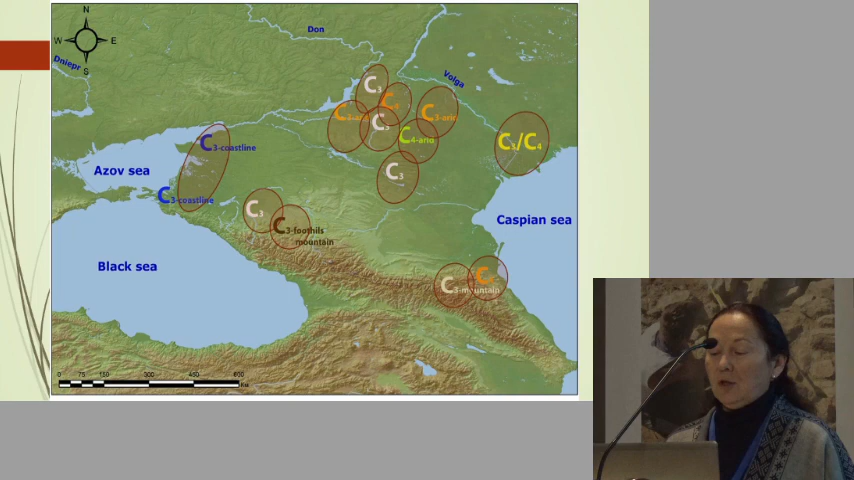 N
W E
S
Don
Dniepr
Volga
C3
C4
C3-arid
C3
C3-arid
C4-arid
C3/C4
C3-coastline
C3
Azov sea
C3-coastline
C3
Caspian sea
C3-foothils
mountain
Black sea
C3-mountain
0 75 150 300 450 600
Km